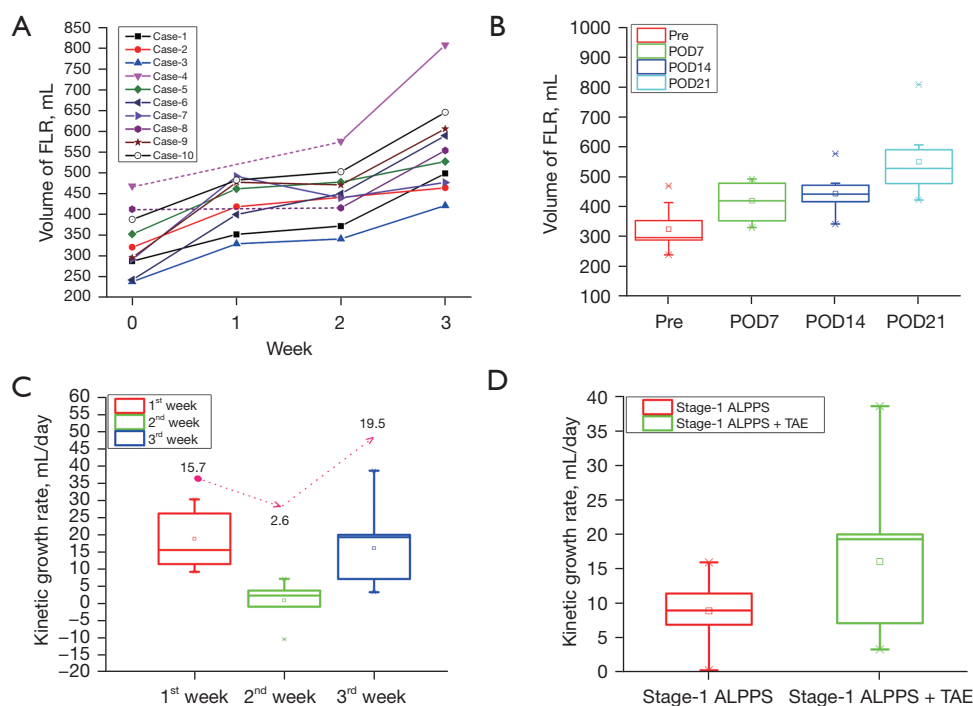 A
Volume of FLR, mL
850
800
750
700
650
600
550
500
450
400
350
300
250
200
Case-1
Case-2
Case-3
Case-4
Case-5
Case-6
Case-7
Case-8
Case-9
Case-10
0 1 2 3
Week
B
Volume of FLR, mL
1000
900
800
700
600
500
400
300
200
100
Pre
POD7
POD14
POD21
Pre POD7 POD14 POD21
C
Kinetic growth rate, mL/day
60
55
50
45
40
35
30
25
20
15
10
5
0
−5
−10
−15
−20
1st week
2nd week
3rd week
15.7
2.6
19.5
1st week 2nd week 3rd week
D
Kinetic growth rate, mL/day
40
35
30
25
20
15
10
5
0
Stage-1 ALPPS
Stage-1 ALPPS + TAE
Stage-1 ALPPS Stage-1 ALPPS + TAE